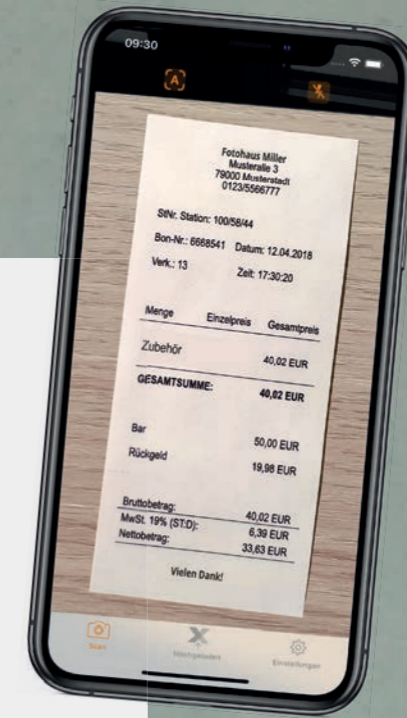 09:30
A
Fotohaus Miller
Musteralle 3
79000 Musterstadt
0123/5566777
StNr. Station: 100/58/44
Bon-Nr.: 6668541 Datum: 12.04.2018
Verk.: 13 Zeit: 17:30:20
Menge Einzelpreis Gesamtpreis
Zubehör 40,02 EUR
GESAMTSUMME: 40,02 EUR
Bar 50,00 EUR
Rückgeld 19,98 EUR
Bruttobetrag: 40,02 EUR
MwSt. 19% (ST:D): 6,39 EUR
Nettobetrag: 33,63 EUR
Vielen Dank!
Scan Hochgeladen Einstellungen